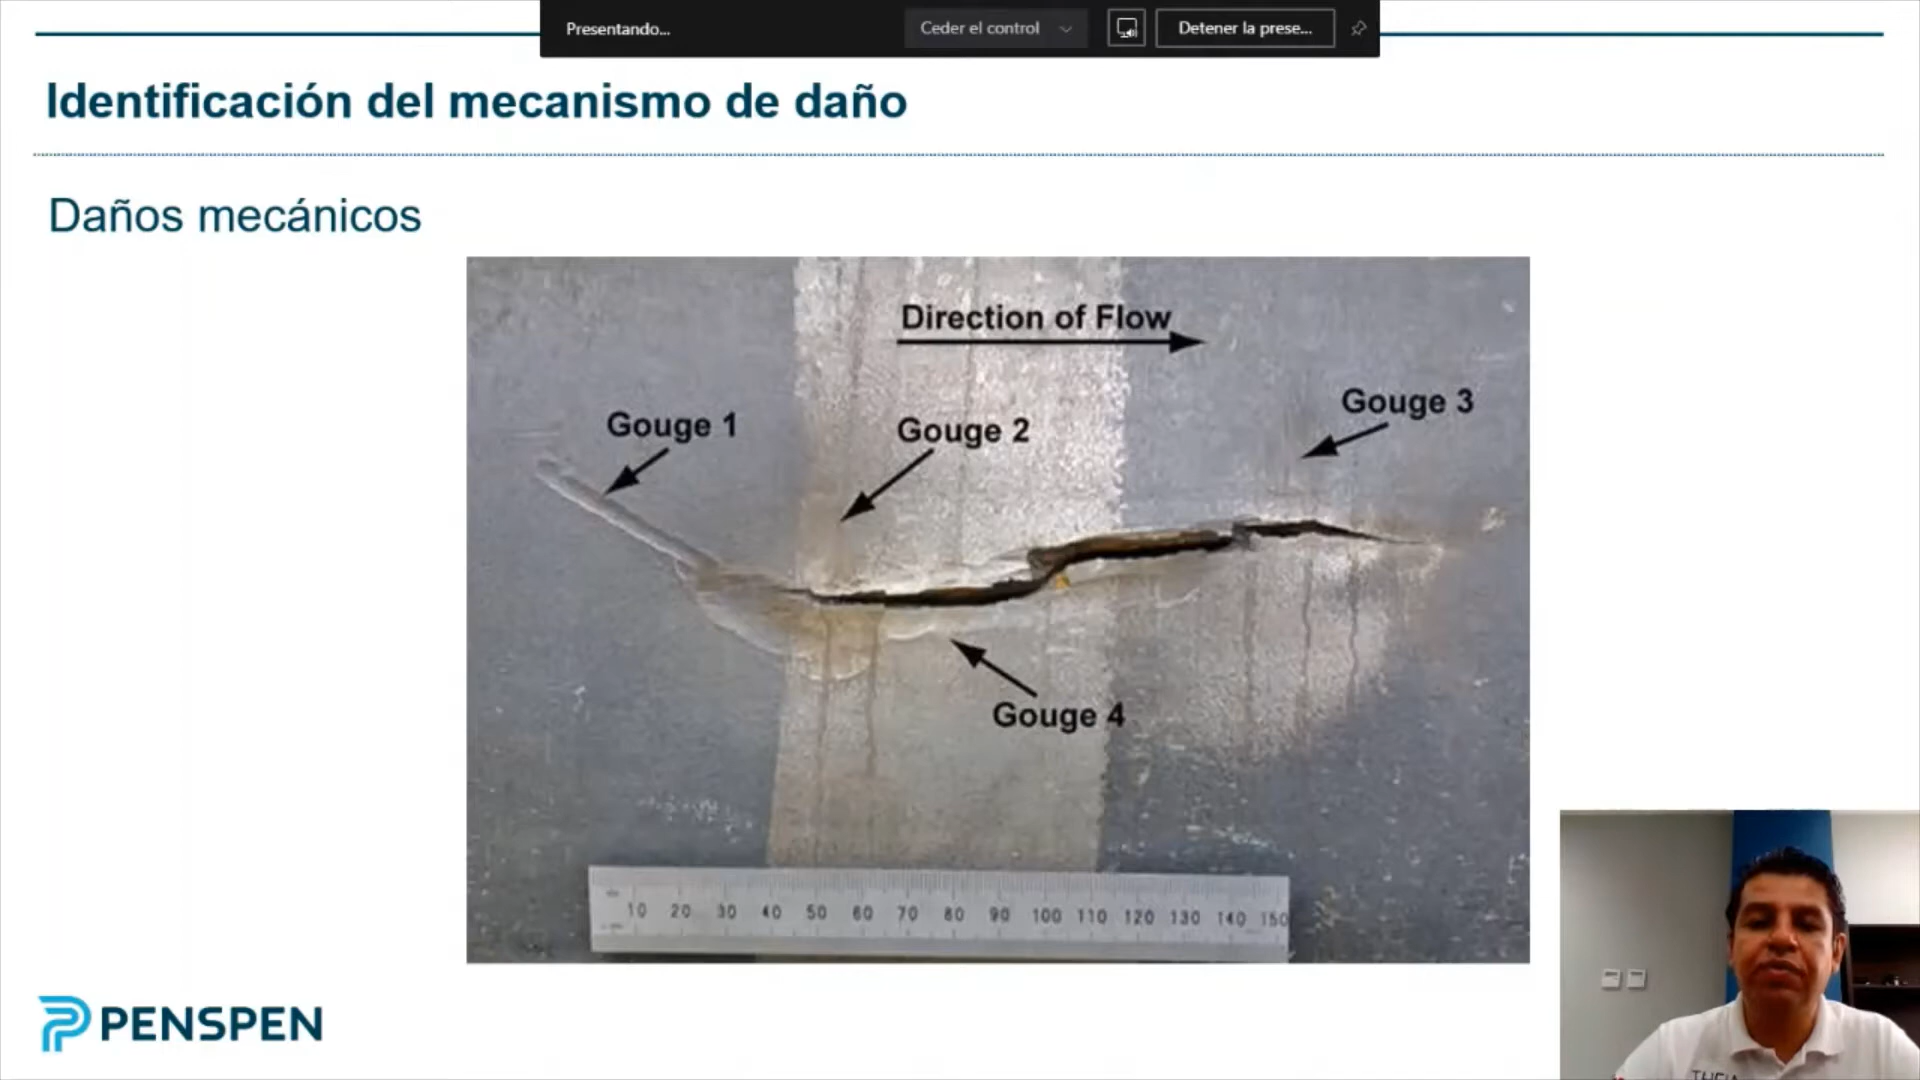 Presentando...
Ceder el control
Detener la prese...
Identificación del mecanismo de daño
Daños mecánicos
Direction of Flow
Gouge 1
Gouge 2
Gouge 3
Gouge 4
10 20 30 40 50 60 70 80 90 100 110 120 130 140 150
PENSPEN